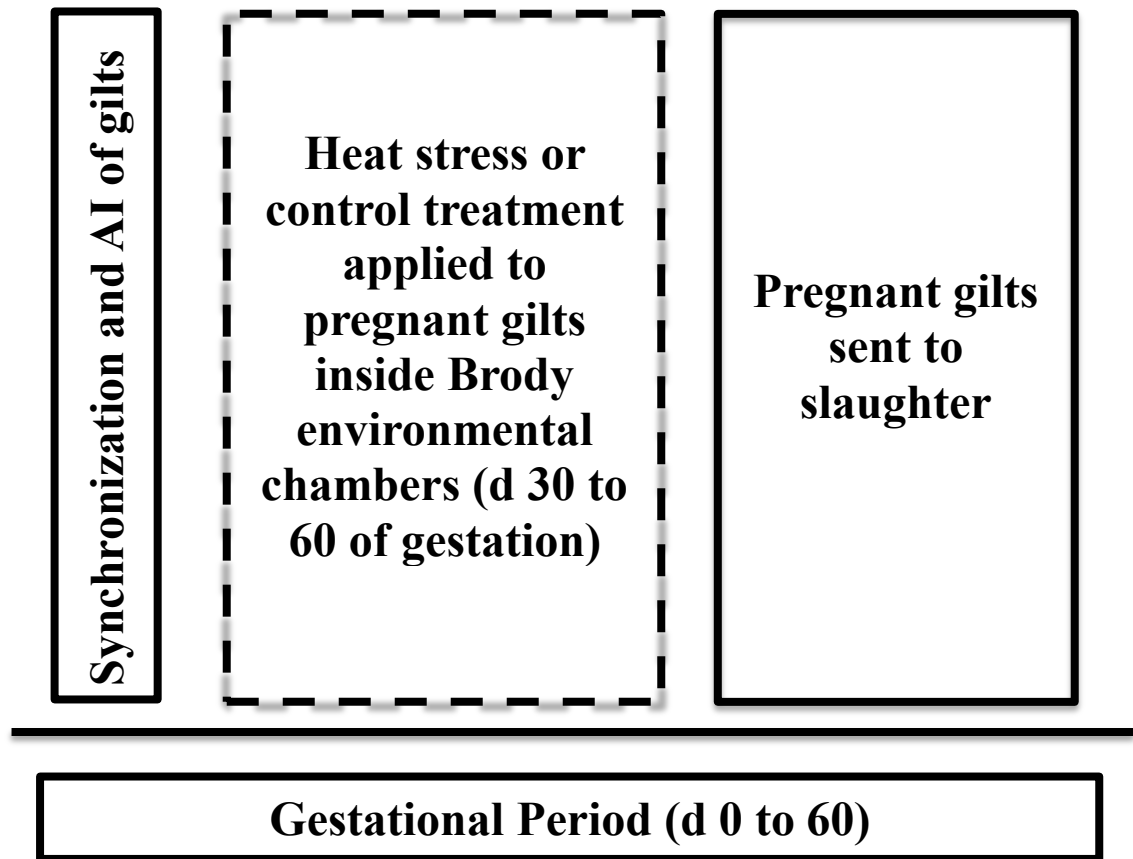 Synchronization and AI of gilts
Heat stress or
control treatment
applied to
pregnant gilts
inside Brody
environmental
chambers (d 30 to
60 of gestation)
Pregnant gilts
sent to
slaughter
Gestational Period (d 0 to 60)